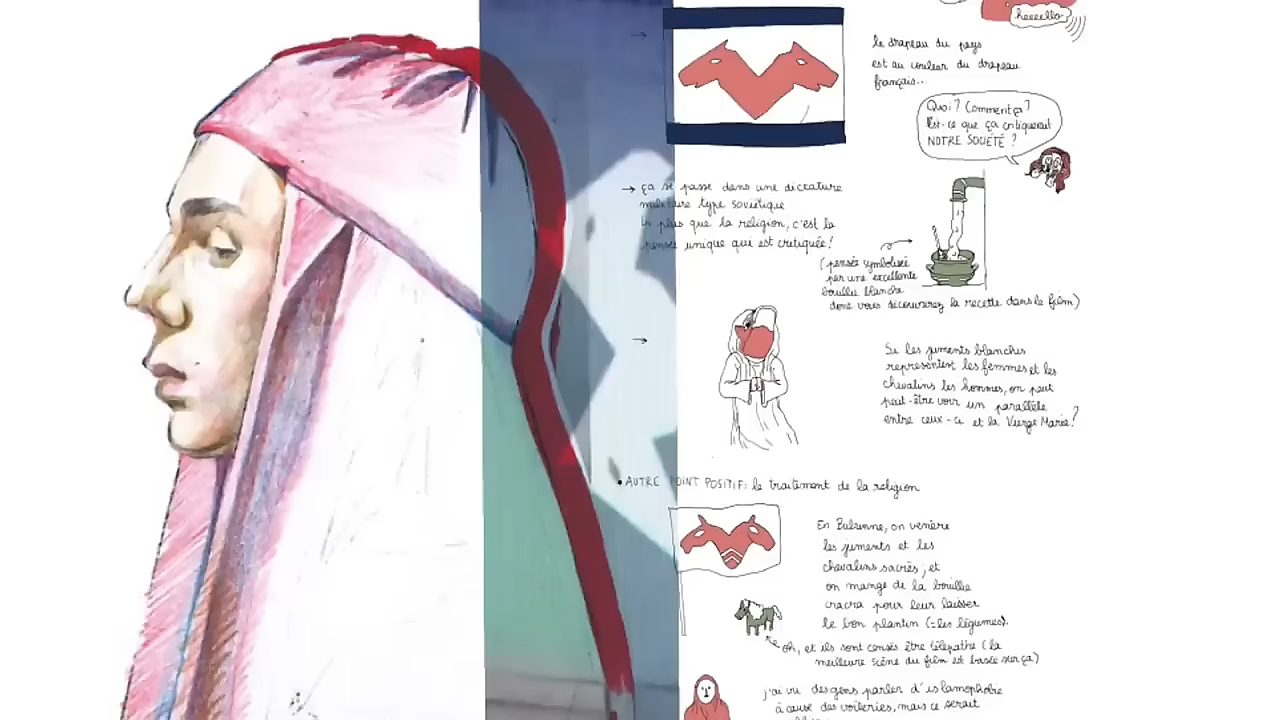 heeello
le drapeau du pays
est au couleur du drapeau
français...
Quoi? Comment ça?
Est-ce que ça critiquerait
NOTRE SOCIÉTÉ ?
→ ça se passe dans une dictature
militaire type soviétique
plus que la religion, c'est la
pensée unique qui est critiquée!
(pensée symbolisée
par une excellente
bouillie blanche
dont vous découvrirez la recette dans le film)
Si les juments blanches
représentent les femmes et les
chevalins les hommes, on peut
peut-être voir un parallèle
entre ceux-ci et la Vierge Marie?
• AUTRE POINT POSITIF: le traitement de la religion
En Bubunne, on vénère
les juments et les
chevalins sacrés, et
on mange de la bouillie
cracra pour leur laisser
le bon plantin (=les légumes).
oh, et ils sont censés être télépathe (la
meilleure scène du film est basée sur ça)
j'ai vu des gens parler d'islamophobie
à cause des voileries, mais ce serait